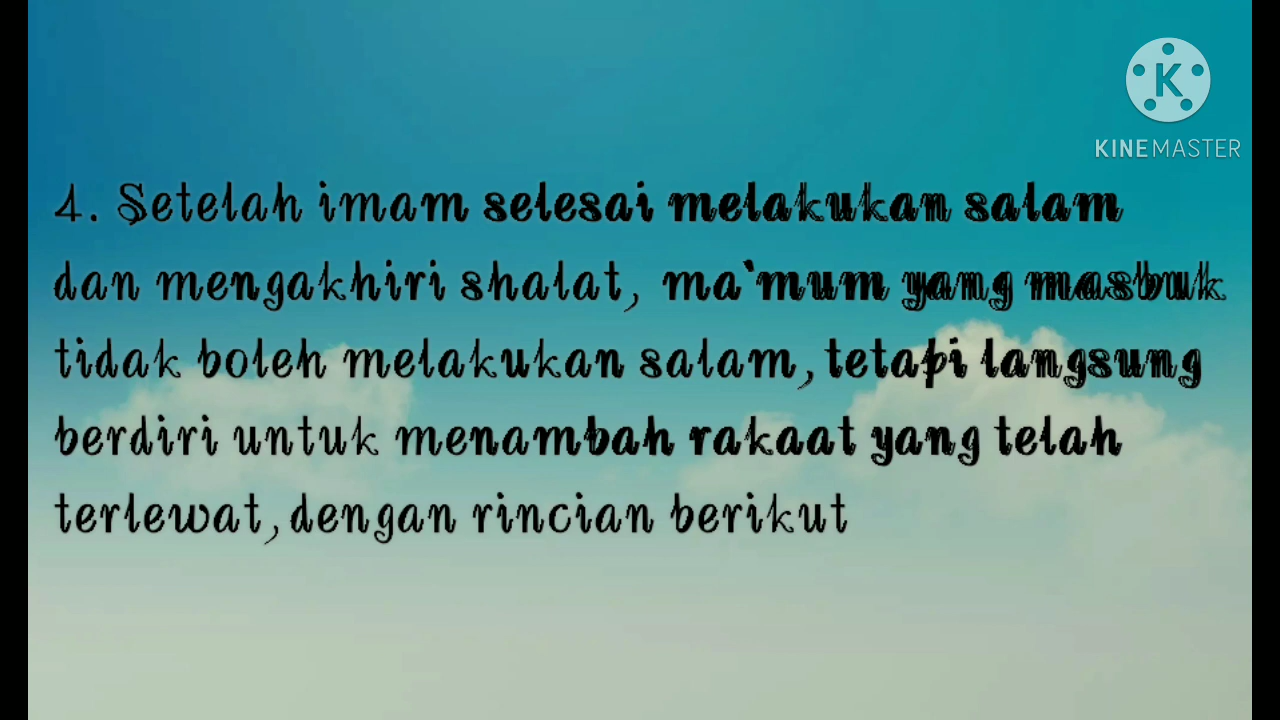 KINEMASTER
4. Setelah imam selesai melakukan salam
dan mengakhiri shalat, ma`mum yang masbuk
tidak boleh melakukan salam, tetapi langsung
berdiri untuk menambah rakaat yang telah
terlewat, dengan rincian berikut